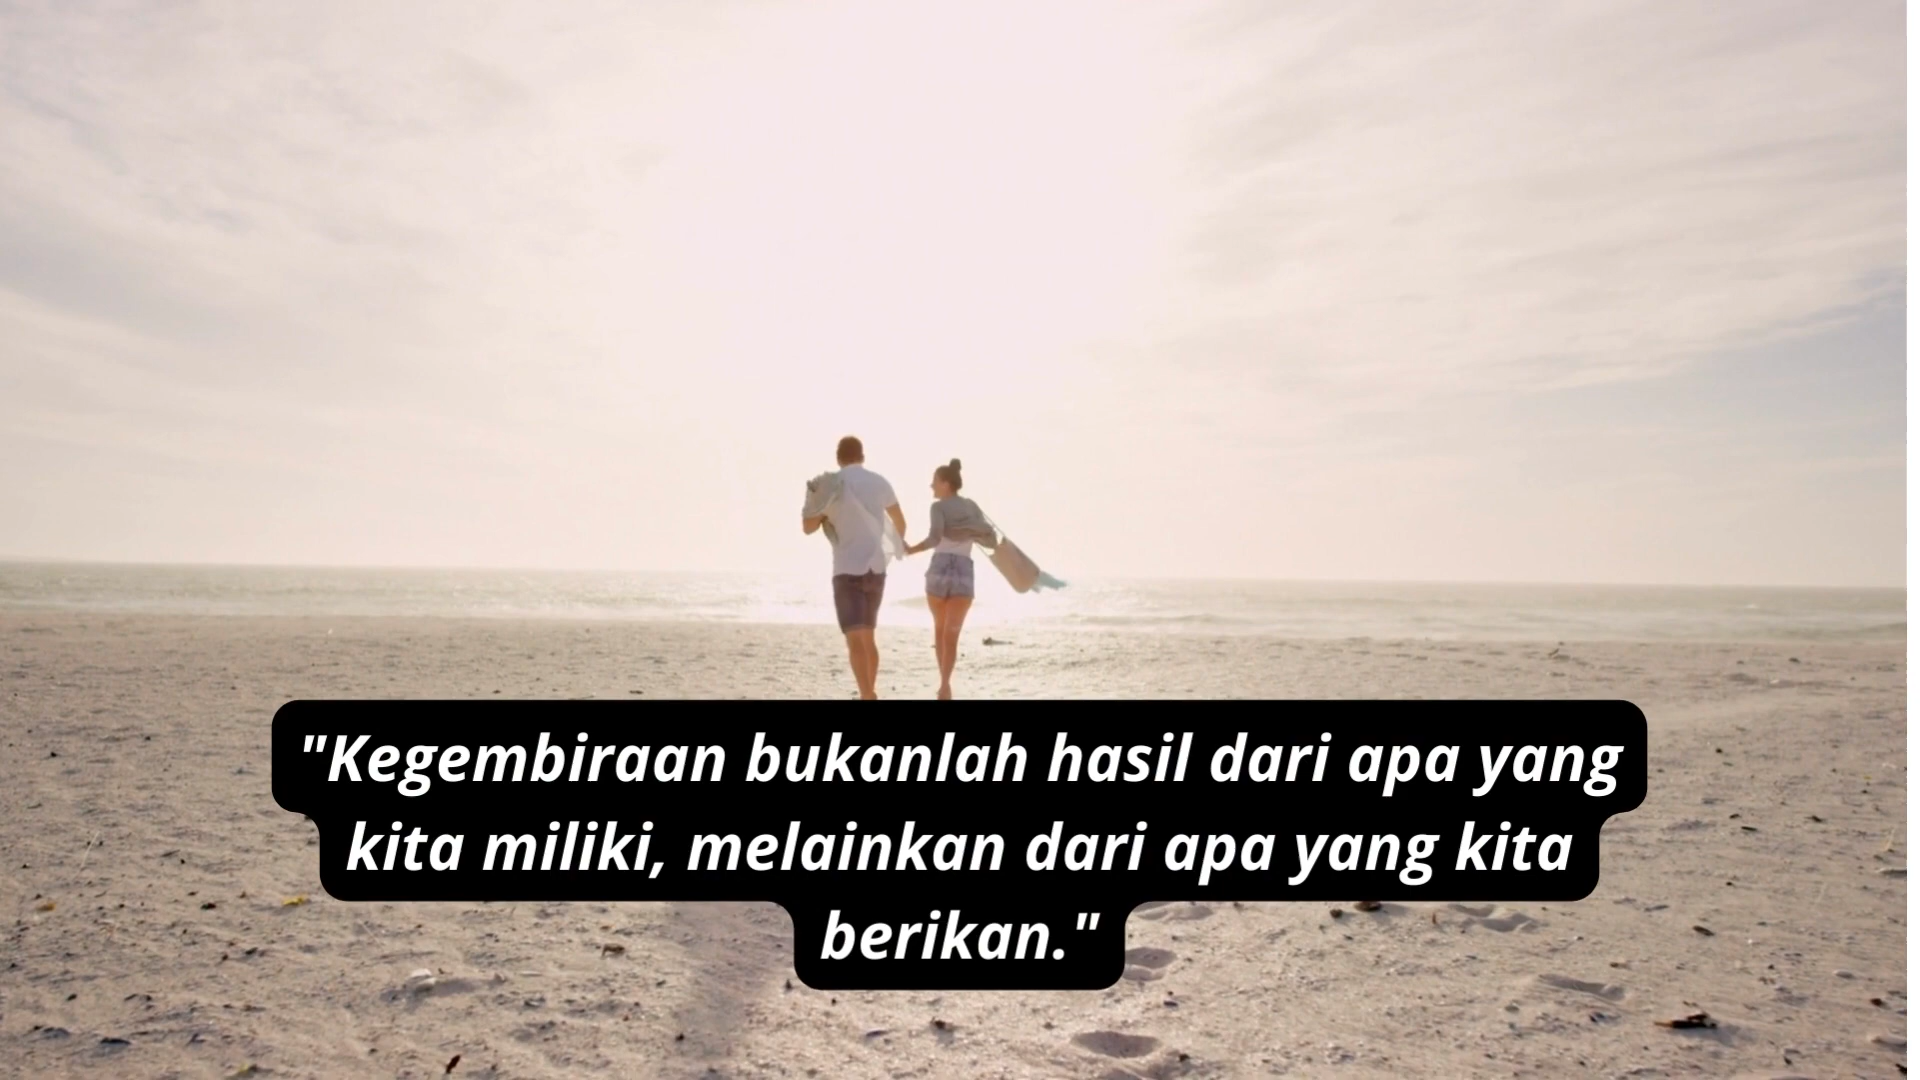 "Kegembiraan bukanlah hasil dari apa yang
kita miliki, melainkan dari apa yang kita
berikan."